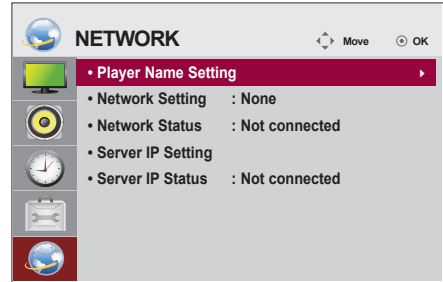 NETWORK
Move
OK
• Player Name Setting
• Network Setting : None
• Network Status : Not connected
• Server IP Setting
• Server IP Status : Not connected